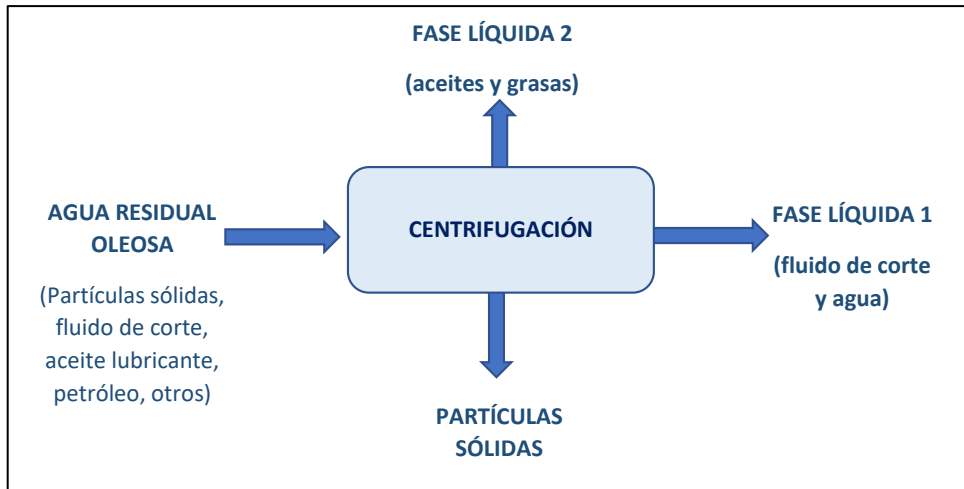 FASE LÍQUIDA 2
(aceites y grasas)
AGUA RESIDUAL
OLEOSA
(Partículas sólidas,
fluido de corte,
aceite lubricante,
petróleo, otros)
CENTRIFUGACIÓN
FASE LÍQUIDA 1
(fluido de corte
y agua)
PARTÍCULAS
SÓLIDAS